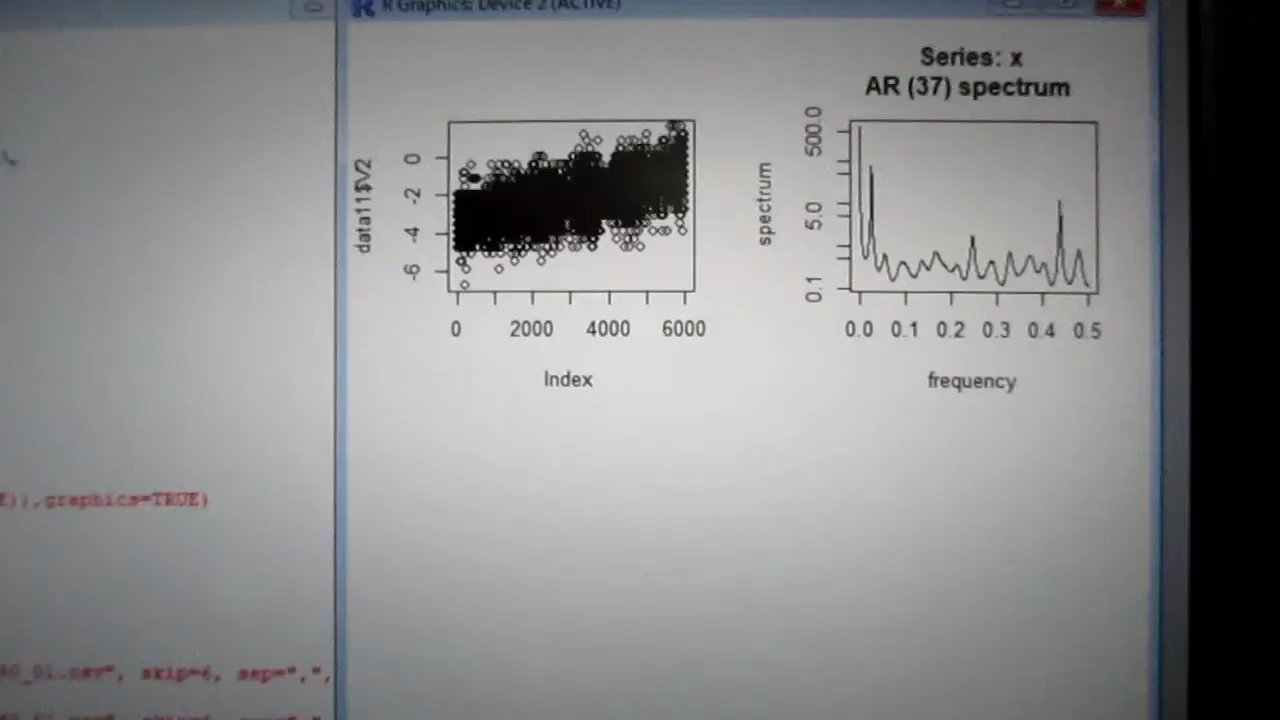 R Graphics: Device 2 (ACTIVE)
Series: x
AR (37) spectrum
data11$V2
0
-2
-4
-6
0 2000 4000 6000
Index
spectrum
500.0
5.0
0.1
0.0 0.1 0.2 0.3 0.4 0.5
frequency
)),graphics=TRUE)
skip=6, sep=",",